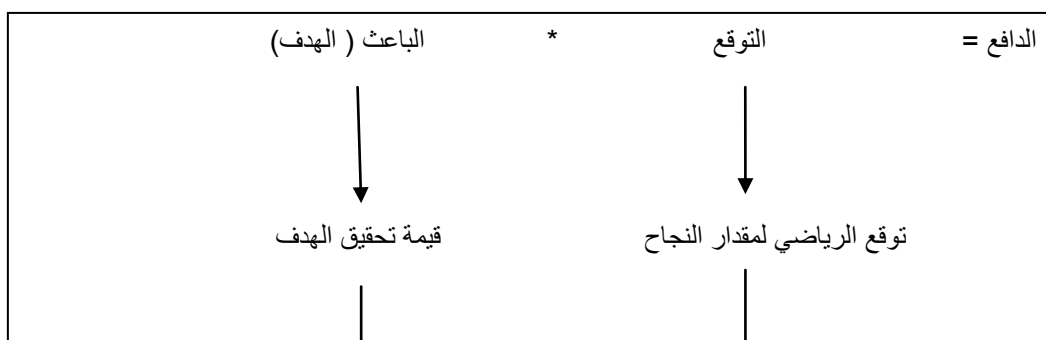 الدافع = التوقع * الباعث ( الهدف)
توقع الرياضي لمقدار النجاح قيمة تحقيق الهدف